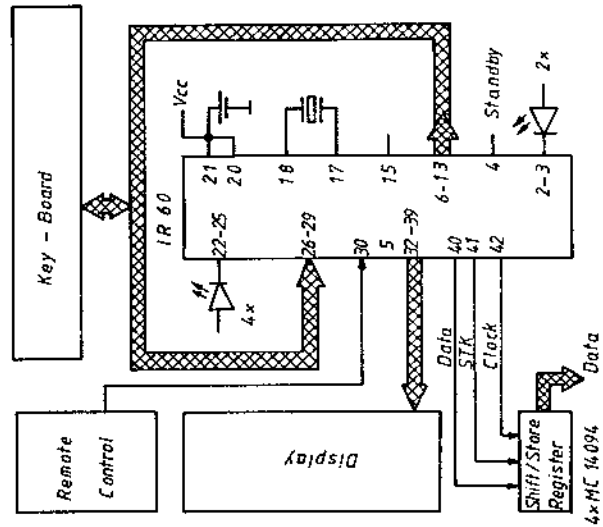 Key - Board
Remote
Control
Display
IR 60
Vcc
4x
22-25
26-29
30
5
32-39
40
41
42
21
20
18
17
15
6-13
4
2-3
Standby
2x
Data
STK
Clock
Shift/Store
Register
Data
4x MC 14094